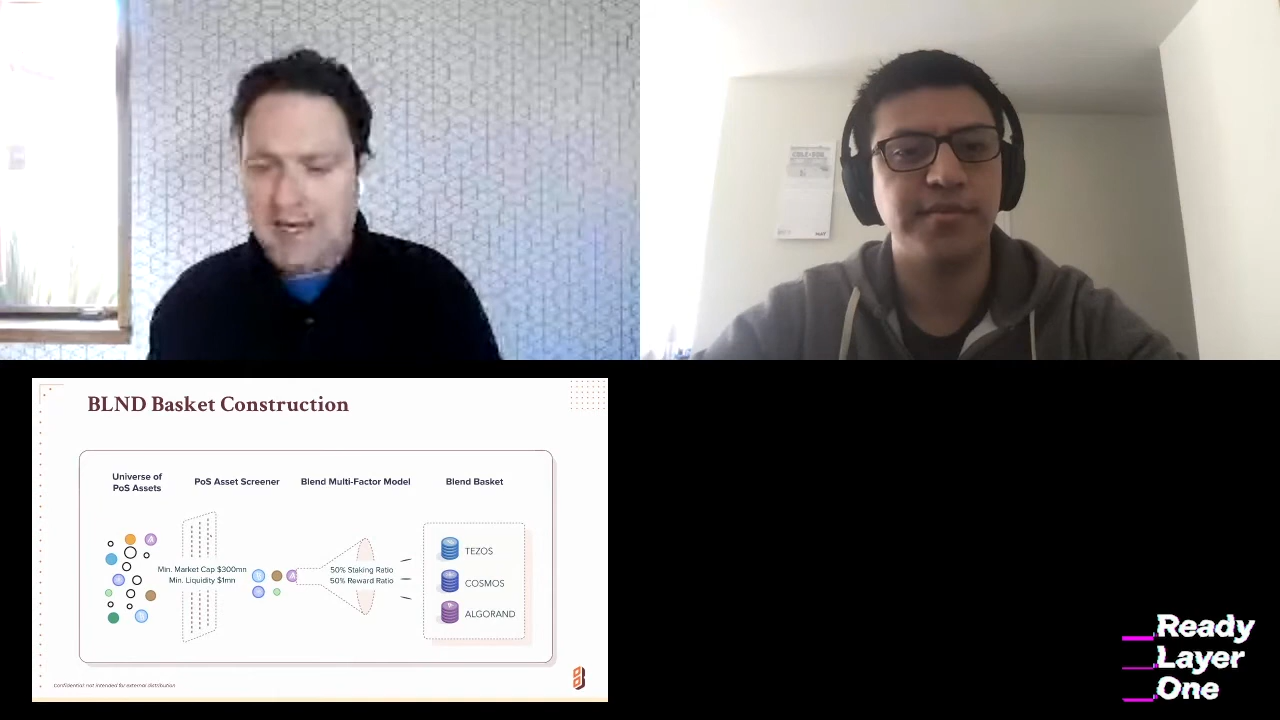 BLND Basket Construction
Universe of
PoS Assets
PoS Asset Screener
Blend Multi-Factor Model
Blend Basket
Min. Market Cap $300mn
Min. Liquidity $1mn
50% Staking Ratio
50% Reward Ratio
TEZOS
COSMOS
ALGORAND
Confidential: not intended for external distribution
Ready
Layer
One